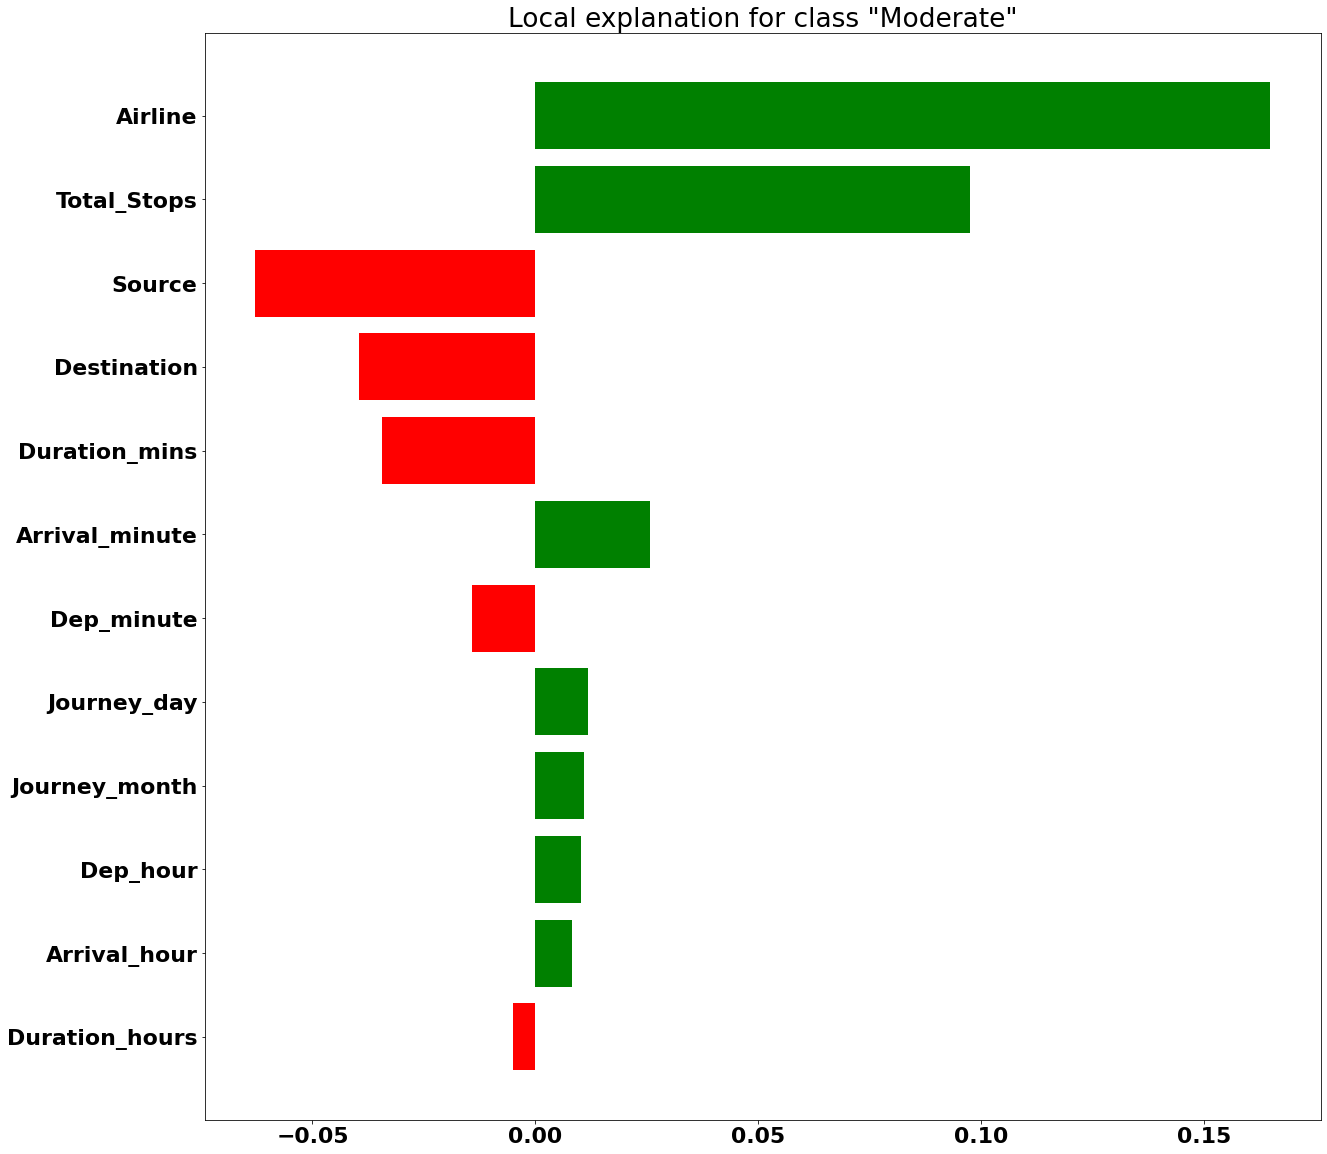 Local explanation for class "Moderate"
Airline
Total_Stops
Source
Destination
Duration_mins
Arrival_minute
Dep_minute
Journey_day
Journey_month
Dep_hour
Arrival_hour
Duration_hours
−0.05 0.00 0.05 0.10 0.15